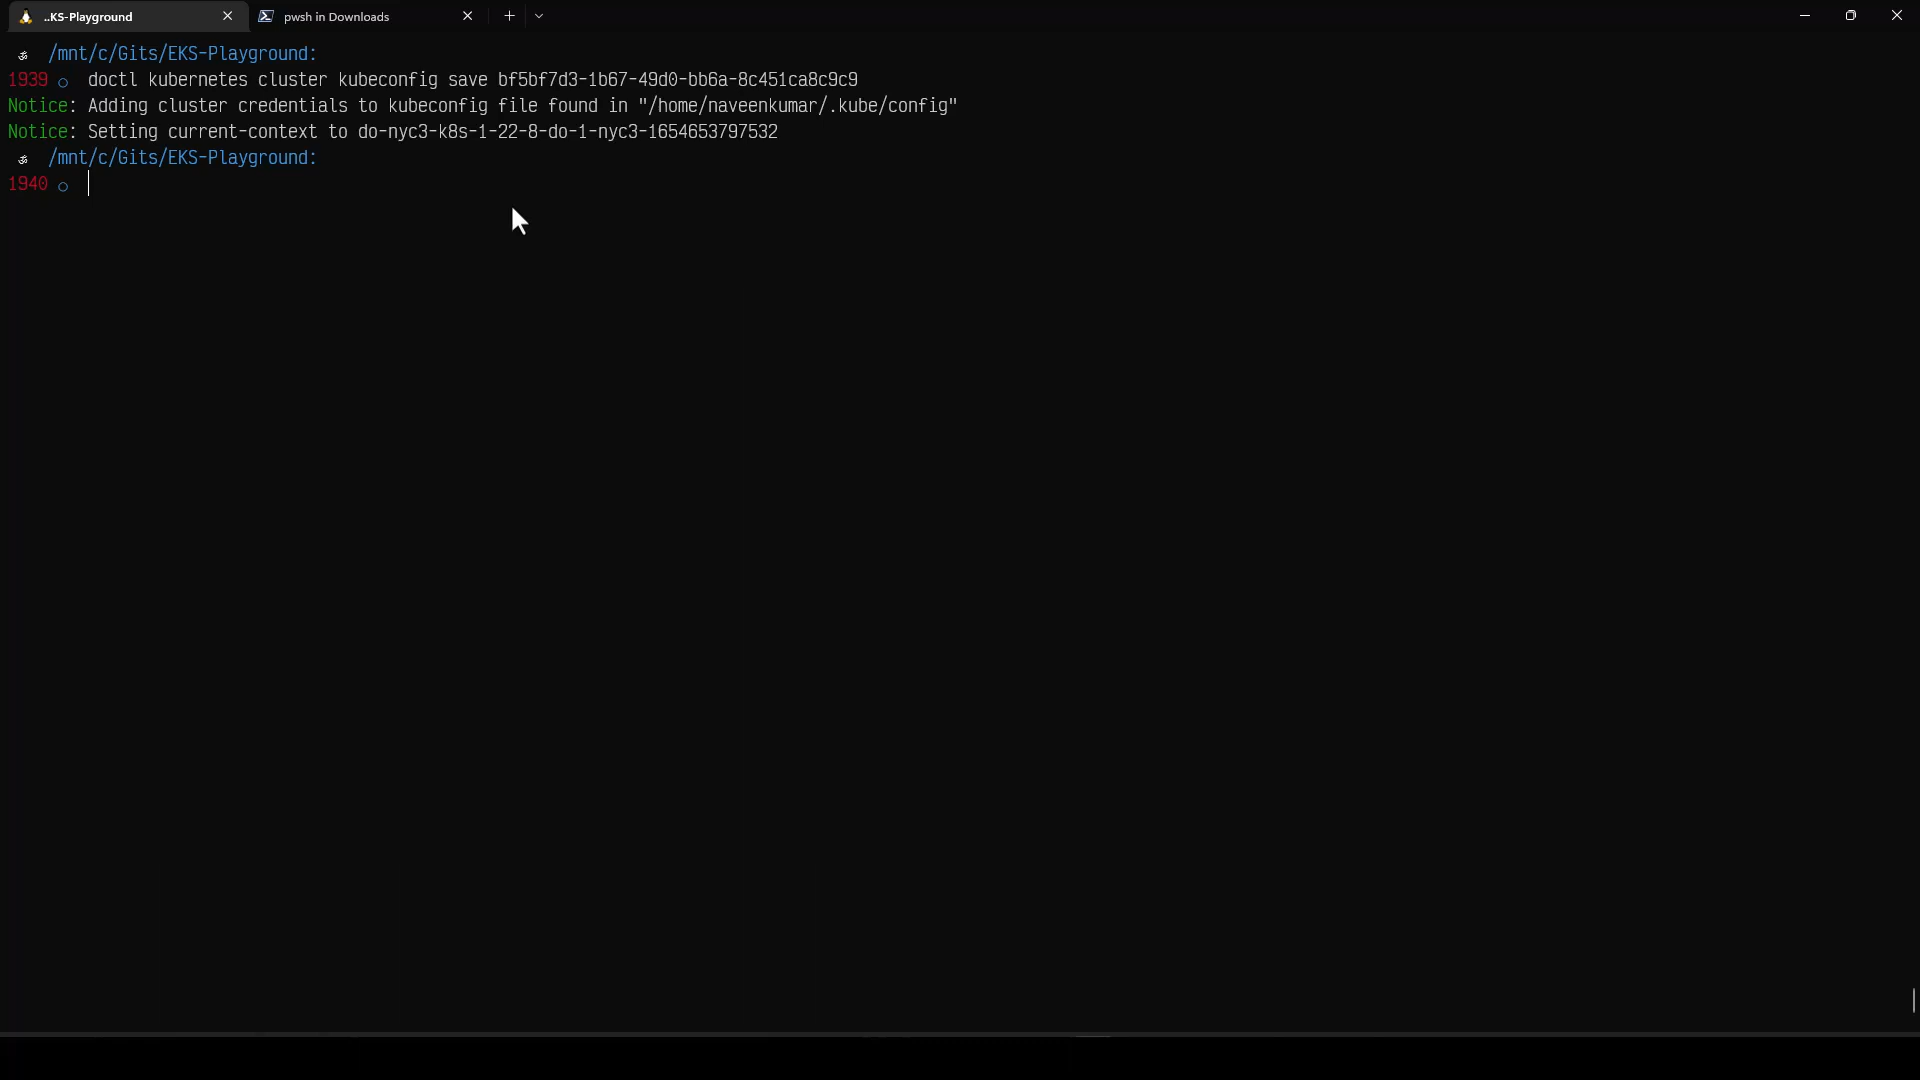 ..KS-Playground
pwsh in Downloads
ॐ /mnt/c/Gits/EKS-Playground:
1939 ○ doctl kubernetes cluster kubeconfig save bf5bf7d3-1b67-49d0-bb6a-8c451ca8c9c9
Notice: Adding cluster credentials to kubeconfig file found in "/home/naveenkumar/.kube/config"
Notice: Setting current-context to do-nyc3-k8s-1-22-8-do-1-nyc3-1654653797532
ॐ /mnt/c/Gits/EKS-Playground:
1940 ○